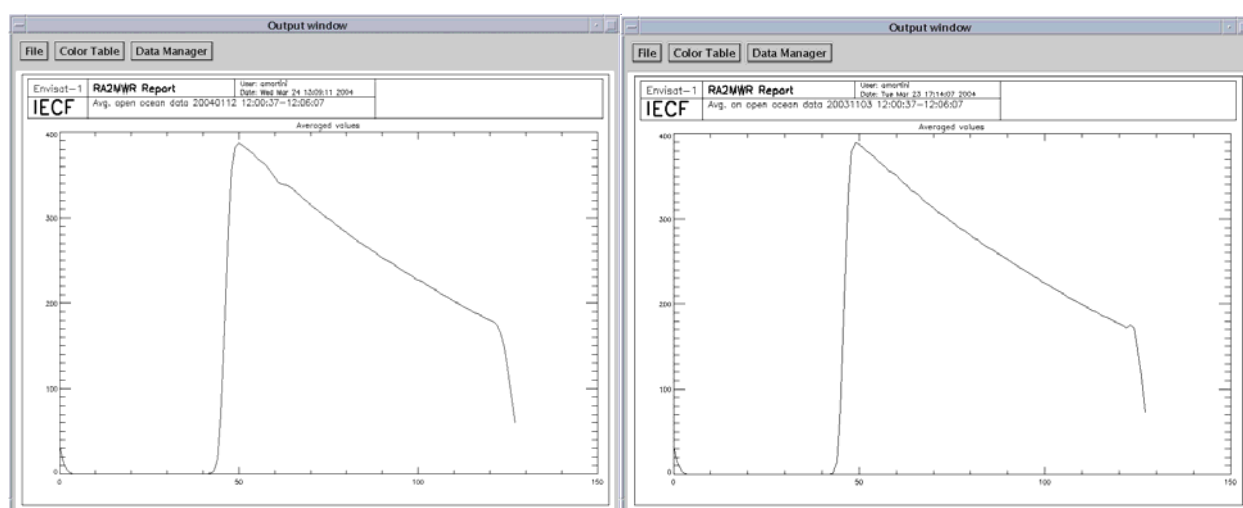 Output window
File Color Table Data Manager
Envisat-1 RA2MWR Report User: amartini
Date: Wed Mar 24 13:09:11 2004
IECF Avg. open ocean data 20040112 12:00:37-12:06:07
Averaged values
400
300
200
100
0
0 50 100 150
Output window
File Color Table Data Manager
Envisat-1 RA2MWR Report User: amartini
Date: Tue Mar 23 17:14:07 2004
IECF Avg. on open ocean data 20031103 12:00:37-12:06:07
Averaged values
400
300
200
100
0
0 50 100 150